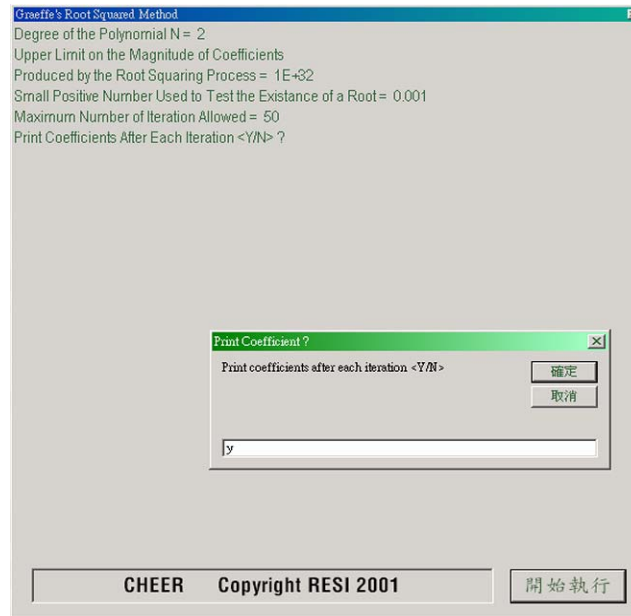 Graeffe's Root Squared Method
Degree of the Polynomial N = 2
Upper Limit on the Magnitude of Coefficients
Produced by the Root Squaring Process = 1E+32
Small Positive Number Used to Test the Existance of a Root = 0.001
Maximum Number of Iteration Allowed = 50
Print Coefficients After Each Iteration <Y/N> ?
Print Coefficient ?
Print coefficients after each iteration <Y/N>
確定
取消
y
CHEER Copyright RESI 2001
開始執行